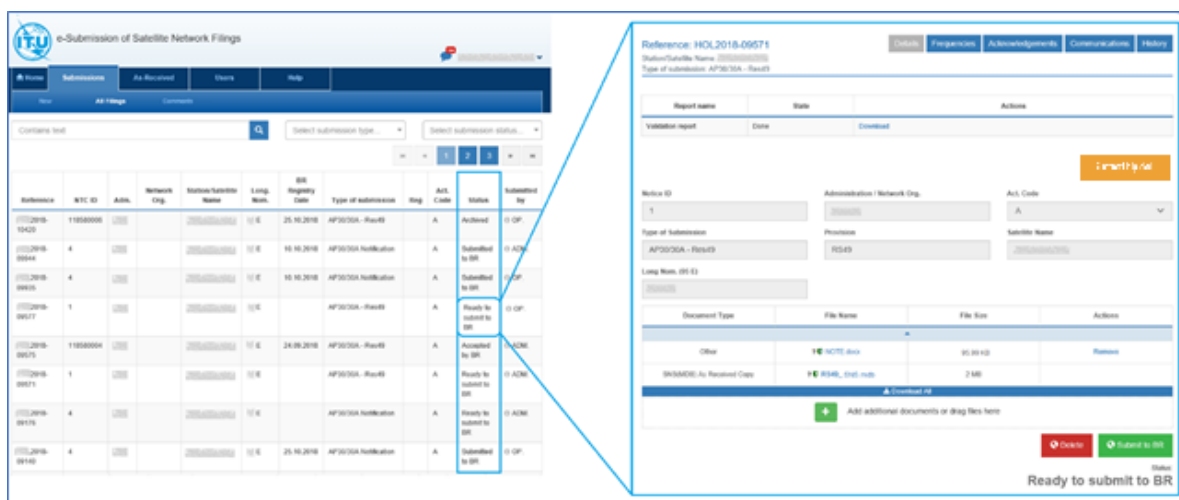 ITU
e-Submission of Satellite Network Filings
Home Submissions As-Received Users Help
New All Filings Comments
Contains text
Select submission type...
Select submission status...
« 1 2 3 » »
Reference NTC ID Adm. Network Org. Station/Satellite Name Long. Nom. BR Registry Date Type of submission Reg Act. Code Status Submitted by
2018-10420 118580006 E 25.10.2018 AP30/30A - Res49 A Archived OP.
2018- 4 E 10.10.2018 AP30/30A Notification A Submitted to BR ADM.
2018- 4 E 10.10.2018 AP30/30A Notification A Submitted to BR OP.
2018-09577 1 E AP30/30A - Res49 A Ready to submit to BR OP.
2018-09575 118580004 E 24.09.2018 AP30/30A - Res49 A Accepted by BR ADM.
2018-09571 1 E AP30/30A - Res49 A Ready to submit to BR ADM.
2018-09176 4 E AP30/30A Notification A Ready to submit to BR ADM.
2018-09149 4 E 25.10.2018 AP30/30A Notification A Submitted to BR OP.
Reference: HOL2018-09571
Details Frequencies Acknowledgements Communications History
Station/Satellite Name:
Type of submission: AP30/30A - Res49
Report name State Actions
Validation report Done Download
Notice ID Administration / Network Org. Act. Code
1 A
Type of Submission Provision Satellite Name
AP30/30A - Res49 RS49
Long Nom. (05 E)
Document Type File Name File Size Actions
Other NOTE.docx 95.99 KB Remove
SNS(MDB) As Received Copy 2 MB
Download All
+ Add additional documents or drag files here
Delete Submit to BR
Status:
Ready to submit to BR